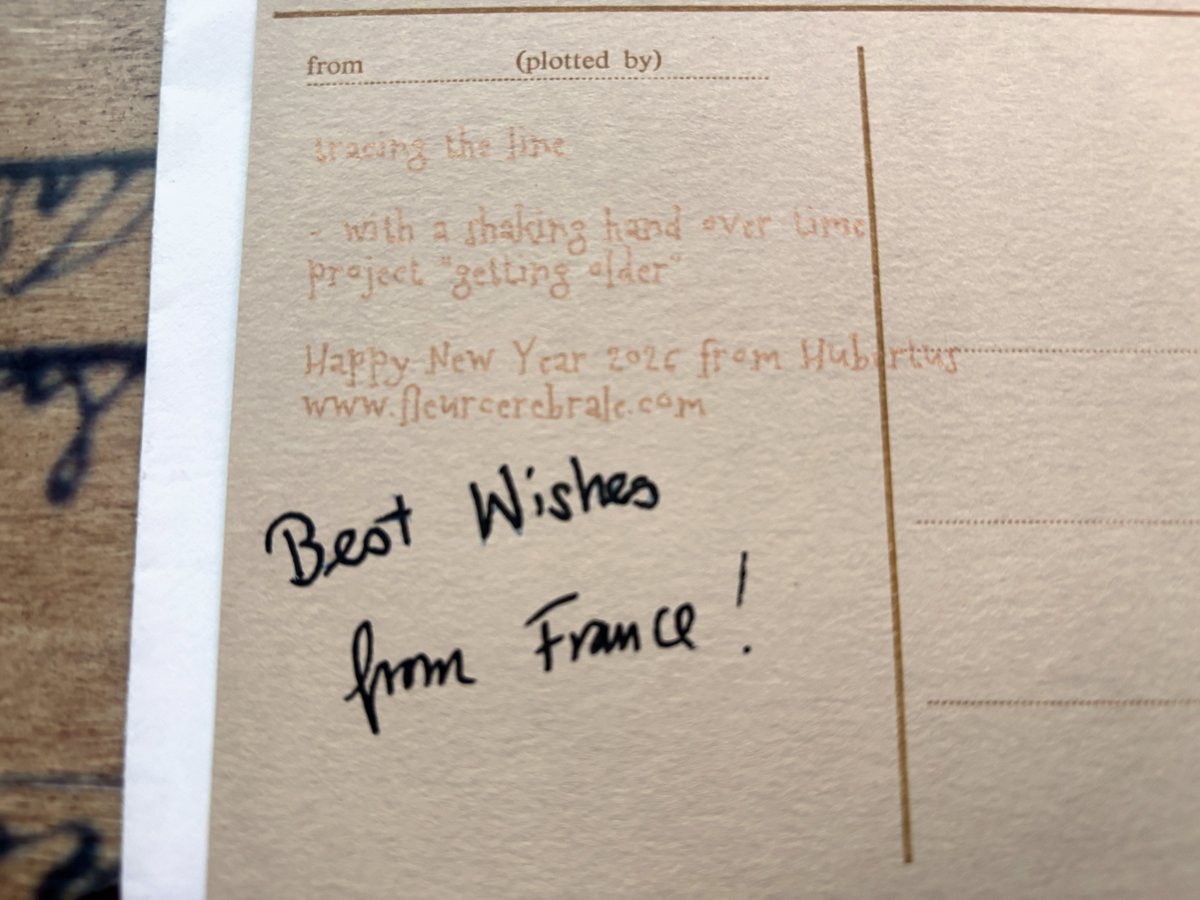 from (plotted by)
tracing the line
- with a shaking hand over time
project "getting older"
Happy New Year 2026 from Hubertus
www.fleurcerebrale.com
Best Wishes
from France!